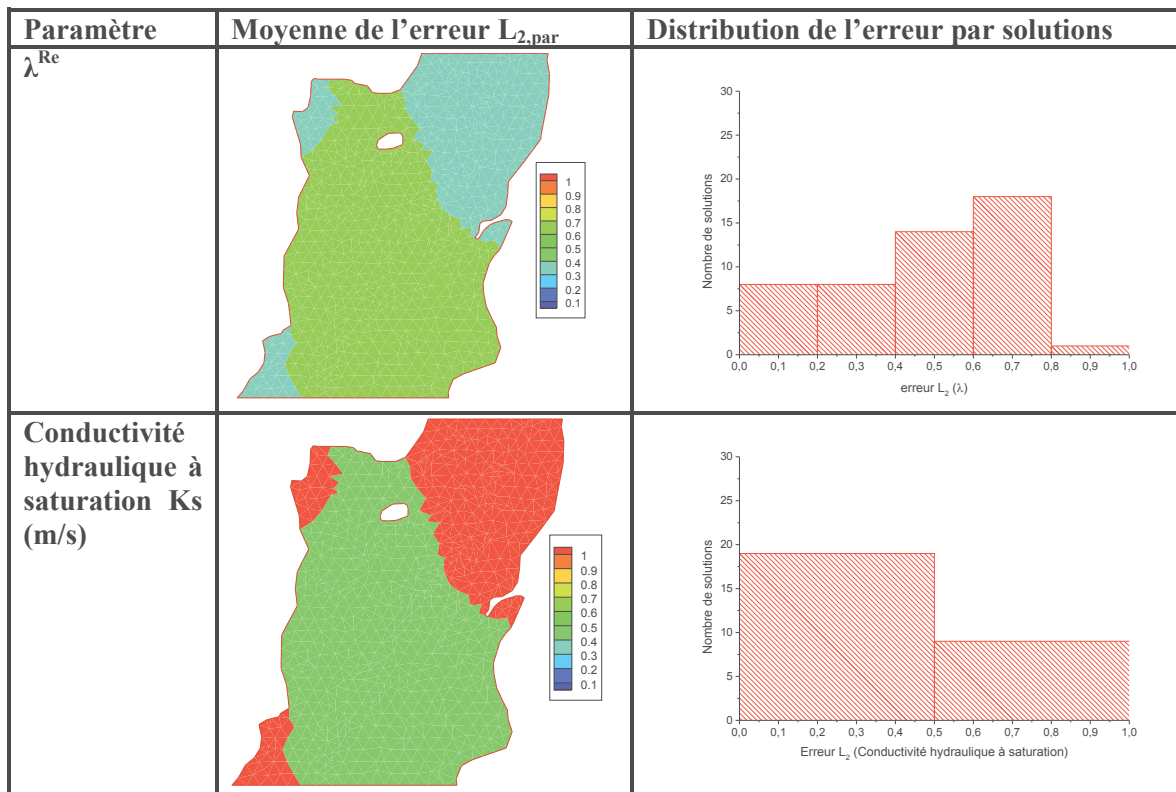 Paramètre
Moyenne de l’erreur L2,par
Distribution de l’erreur par solutions
λRe
1
0.9
0.8
0.7
0.6
0.5
0.4
0.3
0.2
0.1
30
25
20
15
10
5
0
Nombre de solutions
0,0 0,1 0,2 0,3 0,4 0,5 0,6 0,7 0,8 0,9 1,0
erreur L2 (λ)
Conductivité
hydraulique à
saturation Ks
(m/s)
1
0.9
0.8
0.7
0.6
0.5
0.4
0.3
0.2
0.1
30
25
20
15
10
5
0
Nombre de solutions
0,0 0,1 0,2 0,3 0,4 0,5 0,6 0,7 0,8 0,9 1,0
Erreur L2 (Conductivité hydraulique à saturation)